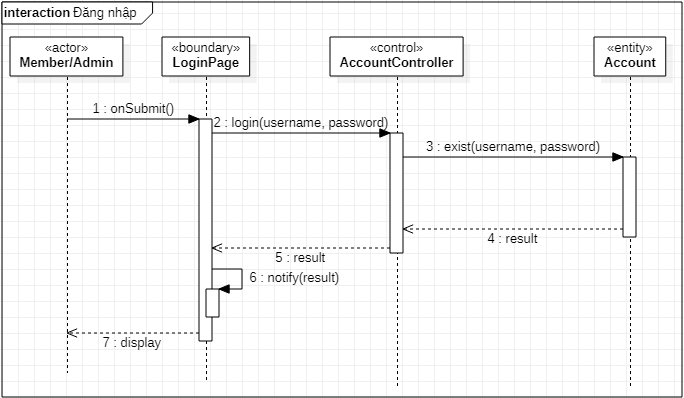 interaction Đăng nhập
«actor»
Member/Admin
«boundary»
LoginPage
«control»
AccountController
«entity»
Account
1 : onSubmit()
2 : login(username, password)
3 : exist(username, password)
4 : result
5 : result
6 : notify(result)
7 : display